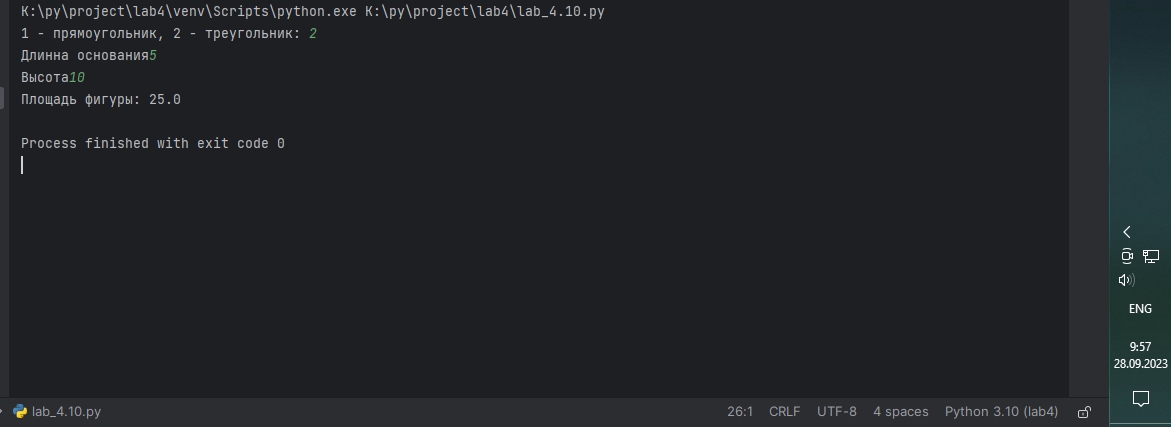 K:\py\project\lab4\venv\Scripts\python.exe K:\py\project\lab4\lab_4.10.py
1 - прямоугольник, 2 - треугольник: 2
Длинна основания5
Высота10
Площадь фигуры: 25.0
Process finished with exit code 0
ENG
9:57
28.09.2023
lab_4.10.py 26:1 CRLF UTF-8 4 spaces Python 3.10 (lab4)